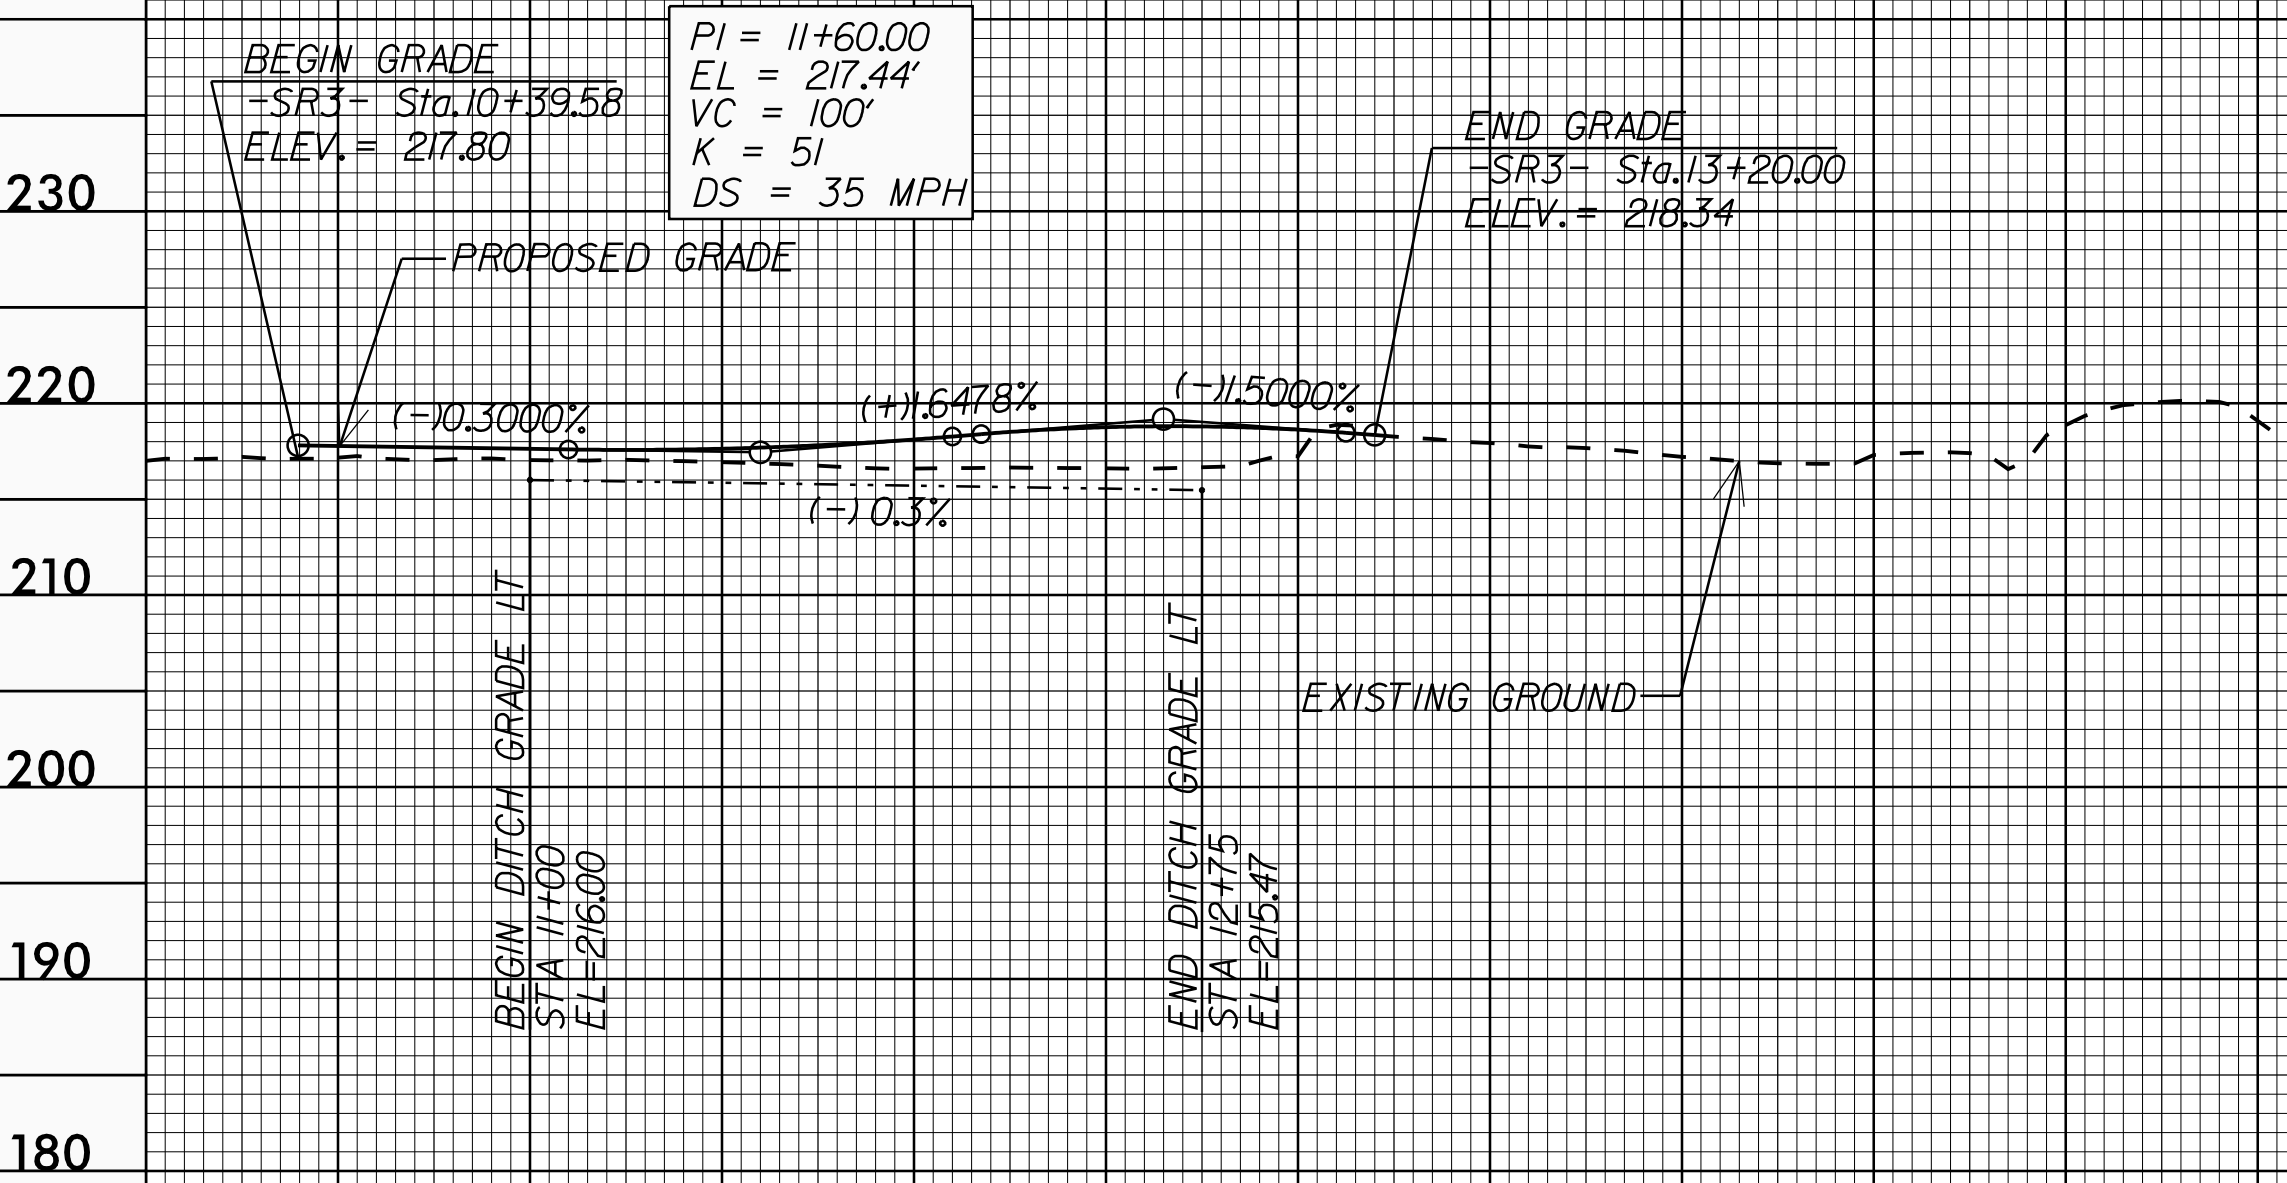 BEGIN GRADE
-SR3- Sta.10+39.58
ELEV.= 217.80
PI = 11+60.00
EL = 217.44'
VC = 100'
K = 51
DS = 35 MPH
END GRADE
-SR3- Sta.13+20.00
ELEV.= 218.34
230
PROPOSED GRADE
220
(-)0.3000%
(+)1.6478%
(-)1.5000%
(-) 0.3%
210
EXISTING GROUND
200
190
180
BEGIN DITCH GRADE LT
STA 11+00
EL=216.00
END DITCH GRADE LT
STA 12+75
EL=215.47